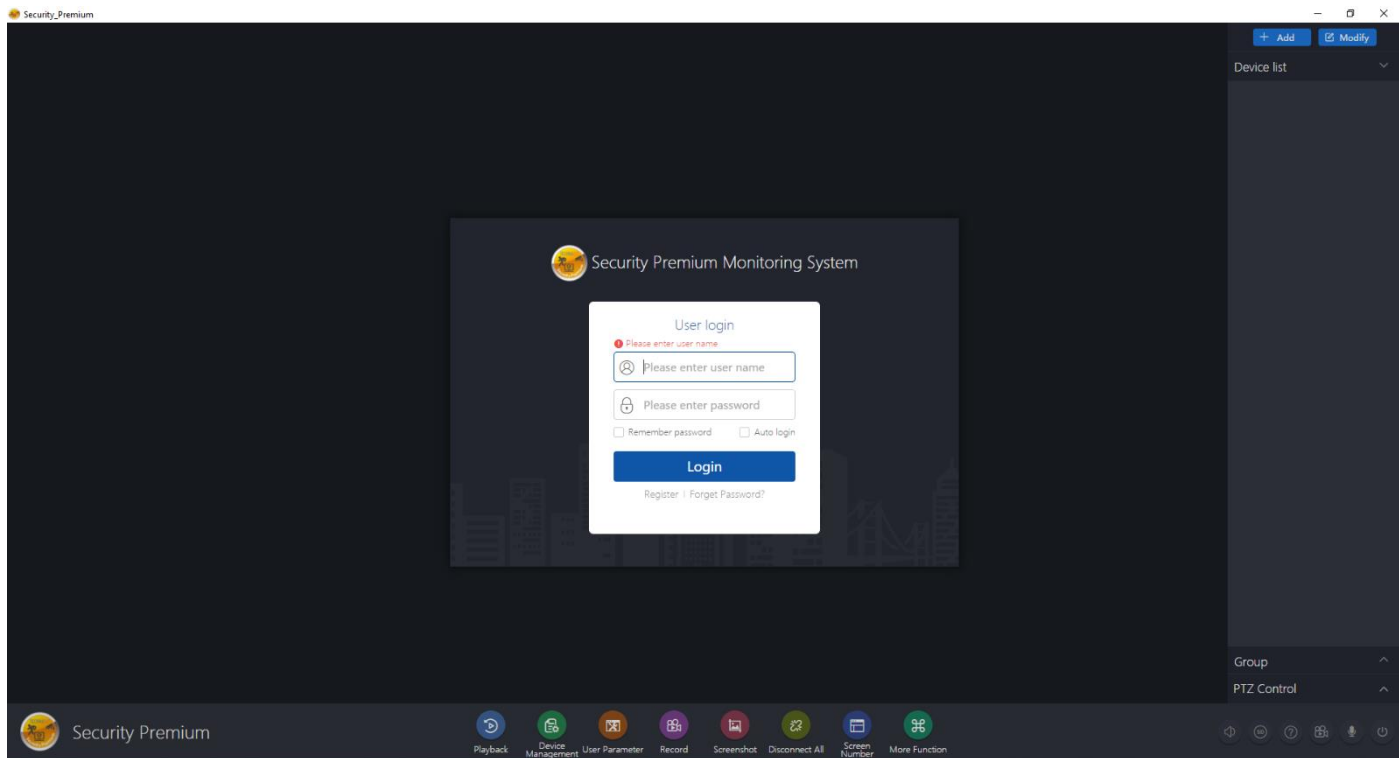 Security_Premium
+ Add
Modify
Device list
Security Premium Monitoring System
User login
Please enter user name
Please enter user name
Please enter password
Remember password
Auto login
Login
Register | Forget Password?
Group
PTZ Control
Security Premium
Playback
Device
Management
User Parameter
Record
Screenshot
Disconnect All
Screen
Number
More Function